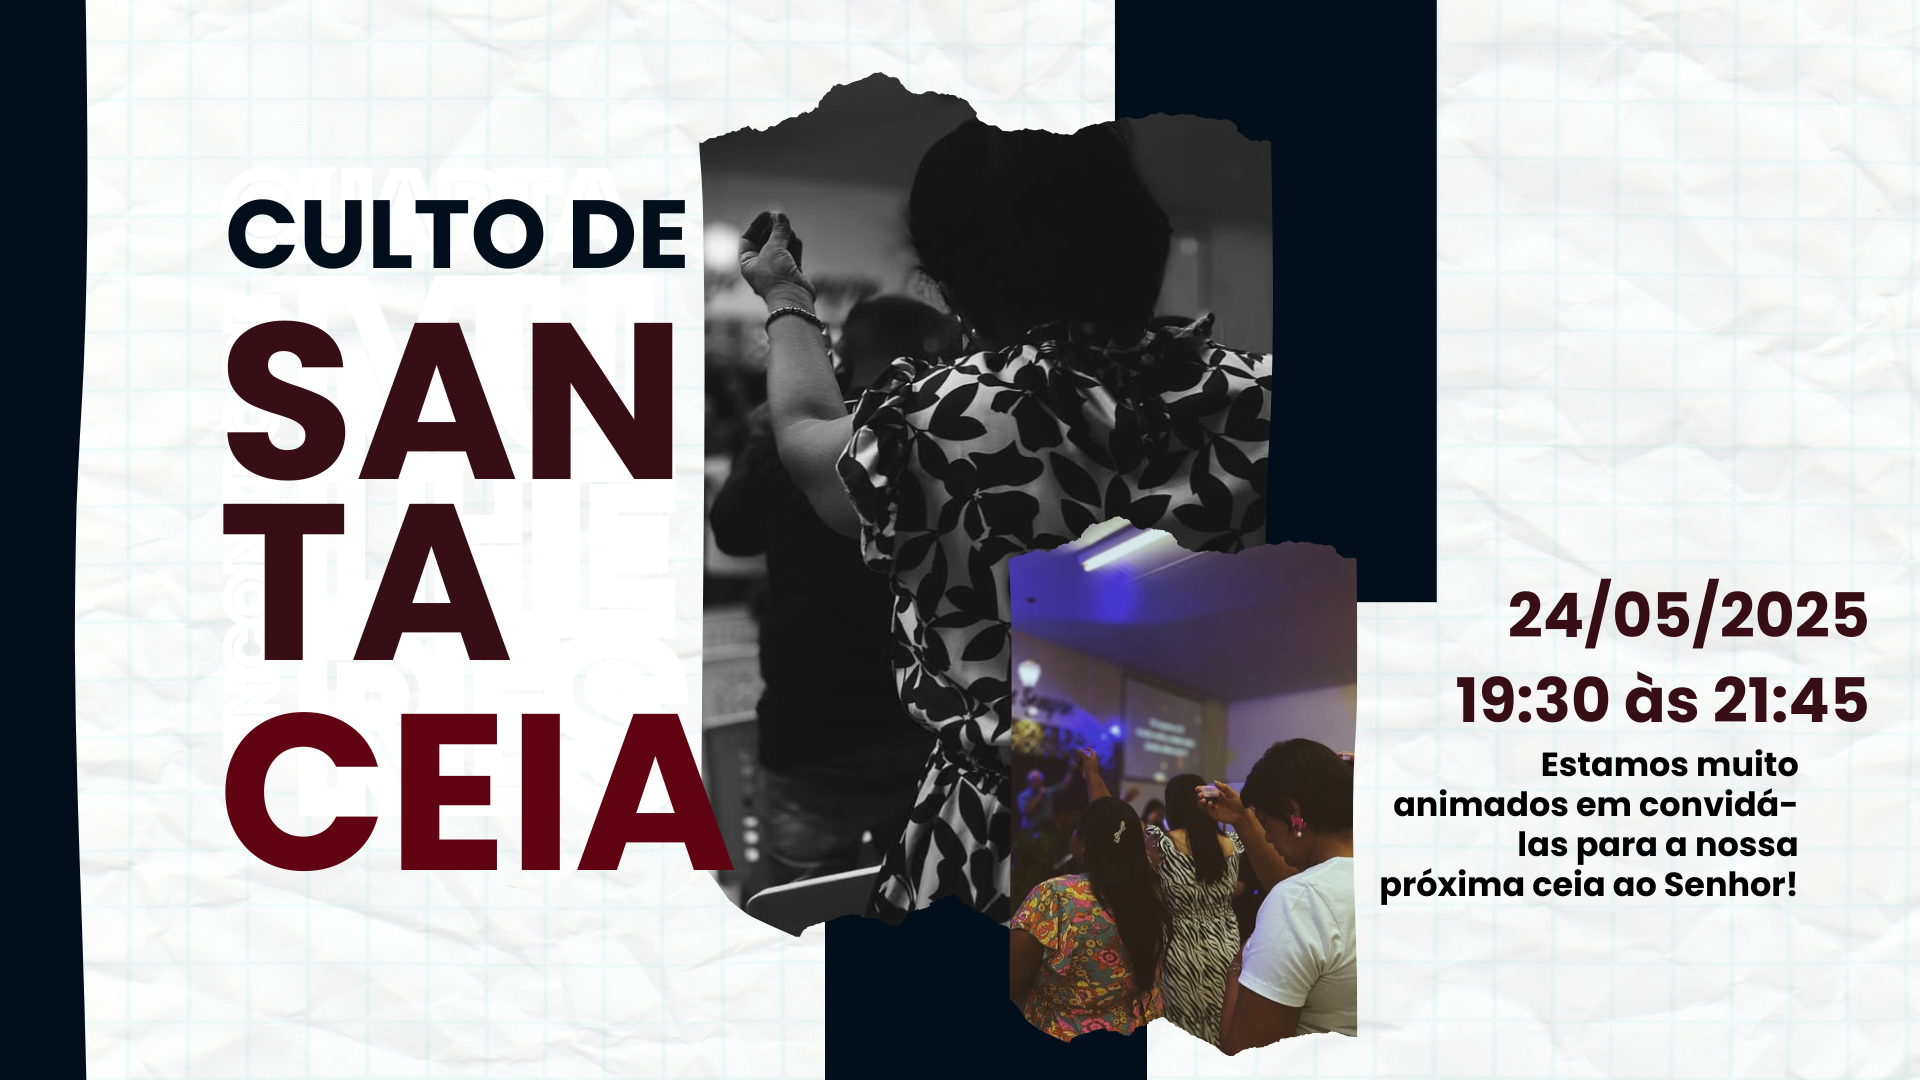 CULTO DE
SAN
TA
CEIA
24/05/2025
19:30 às 21:45
Estamos muito
animados em convidá-
las para a nossa
próxima ceia ao Senhor!